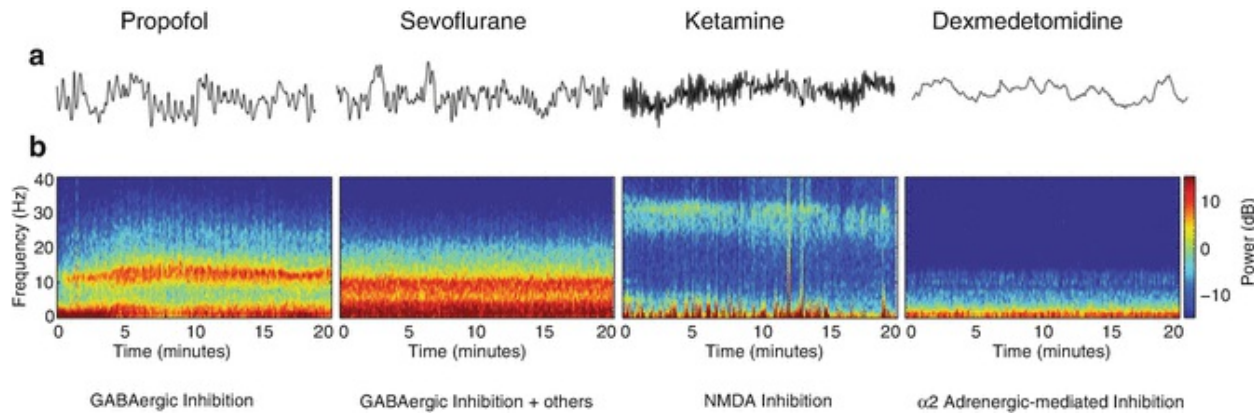 Propofol Sevoflurane Ketamine Dexmedetomidine
a
b
40
30
20
10
0
Frequency (Hz)
0 5 10 15 20 0 5 10 15 20 0 5 10 15 20 0 5 10 15 20
Time (minutes) Time (minutes) Time (minutes) Time (minutes)
10
0
−10
Power (dB)
GABAergic Inhibition GABAergic Inhibition + others NMDA Inhibition α2 Adrenergic-mediated Inhibition